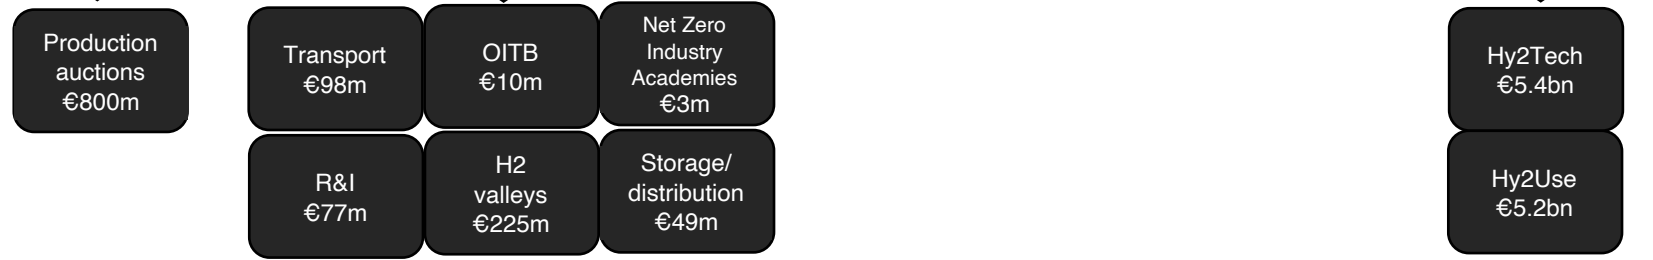 Production
auctions
€800m
Transport
€98m
OITB
€10m
Net Zero
Industry
Academies
€3m
R&I
€77m
H2
valleys
€225m
Storage/
distribution
€49m
Hy2Tech
€5.4bn
Hy2Use
€5.2bn